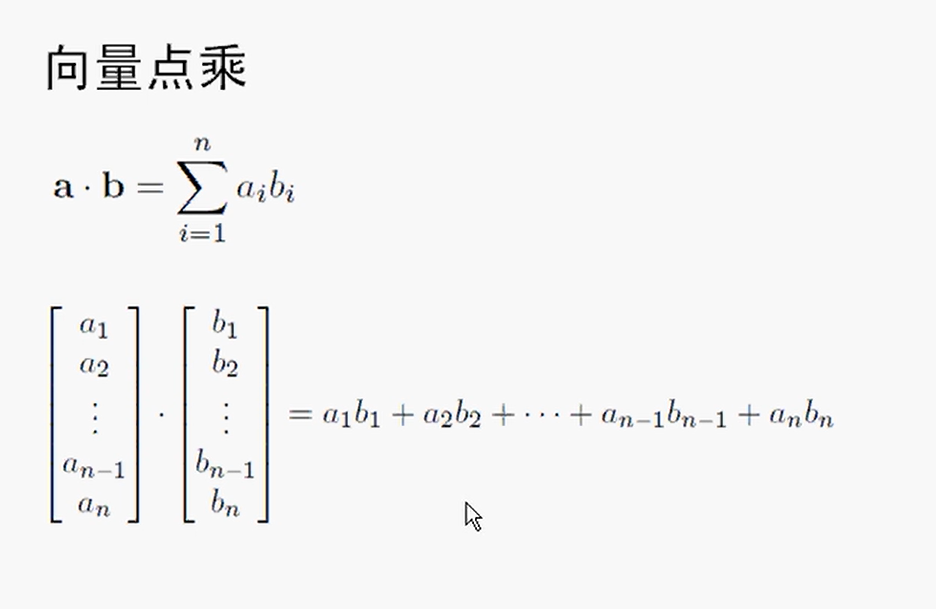 向量点乘
$\mathbf{a} \cdot \mathbf{b} = \sum_{i=1}^{n} a_i b_i$
$\begin{bmatrix} a_1 \\ a_2 \\ \vdots \\ a_{n-1} \\ a_n \end{bmatrix} \cdot \begin{bmatrix} b_1 \\ b_2 \\ \vdots \\ b_{n-1} \\ b_n \end{bmatrix} = a_1 b_1 + a_2 b_2 + \cdots + a_{n-1} b_{n-1} + a_n b_n$